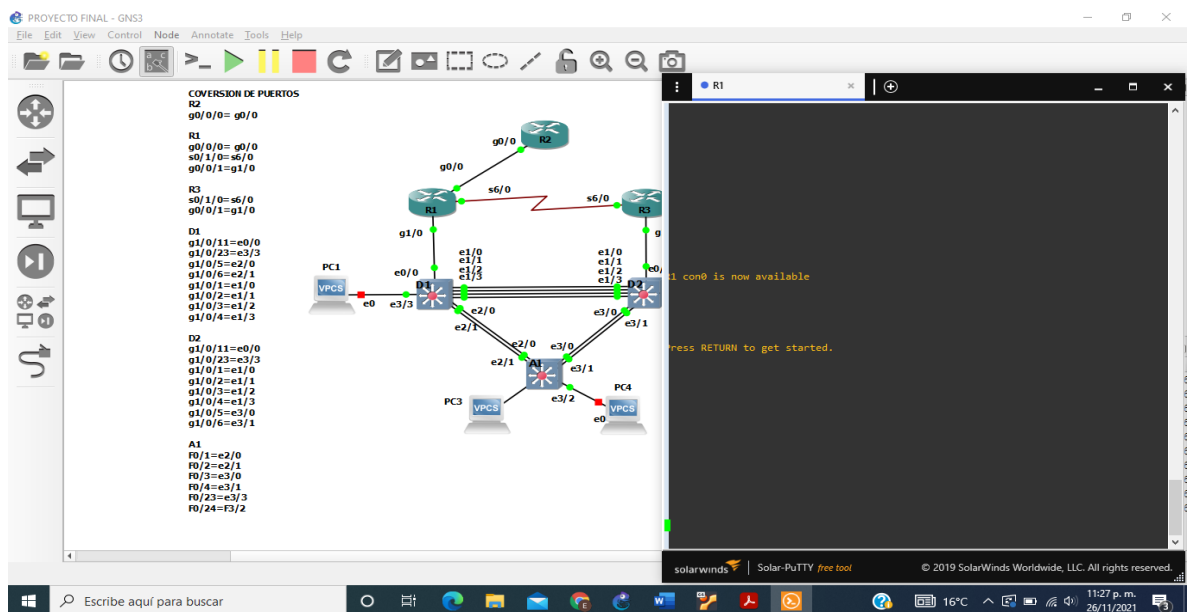 PROYECTO FINAL - GNS3
File Edit View Control Node Annotate Tools Help
COVERSION DE PUERTOS
R2
g0/0/0= g0/0
R1
g0/0/0= g0/0
s0/1/0=s6/0
g0/0/1=g1/0
R3
s0/1/0=s6/0
g0/0/1=g1/0
D1
g1/0/11=e0/0
g1/0/23=e3/3
g1/0/5=e2/0
g1/0/6=e2/1
g1/0/1=e1/0
g1/0/2=e1/1
g1/0/3=e1/2
g1/0/4=e1/3
D2
g1/0/11=e0/0
g1/0/23=e3/3
g1/0/1=e1/0
g1/0/2=e1/1
g1/0/3=e1/2
g1/0/4=e1/3
g1/0/5=e3/0
g1/0/6=e3/1
A1
F0/1=e2/0
F0/2=e2/1
F0/3=e3/0
F0/4=e3/1
F0/23=e3/3
F0/24=F3/2
g0/0
R2
g0/0
s6/0
s6/0
R1
R3
g1/0
g
e1/0
e1/1
e1/2
e1/3
e1/0
e1/1
e1/2
e1/3
PC1
e0/0
e0/
VPCS
D1
D2
e0
e3/3
e2/0
e3/0
e2/1
e3/1
e2/0
e3/0
e2/1
A1
e3/1
PC3
VPCS
e3/2
PC4
VPCS
e0
R1
1 con0 is now available
ress RETURN to get started.
solarwinds
Solar-PuTTY free tool
© 2019 SolarWinds Worldwide, LLC. All rights reserved.
Escribe aquí para buscar
16°C
11:27 p. m.
26/11/2021
3